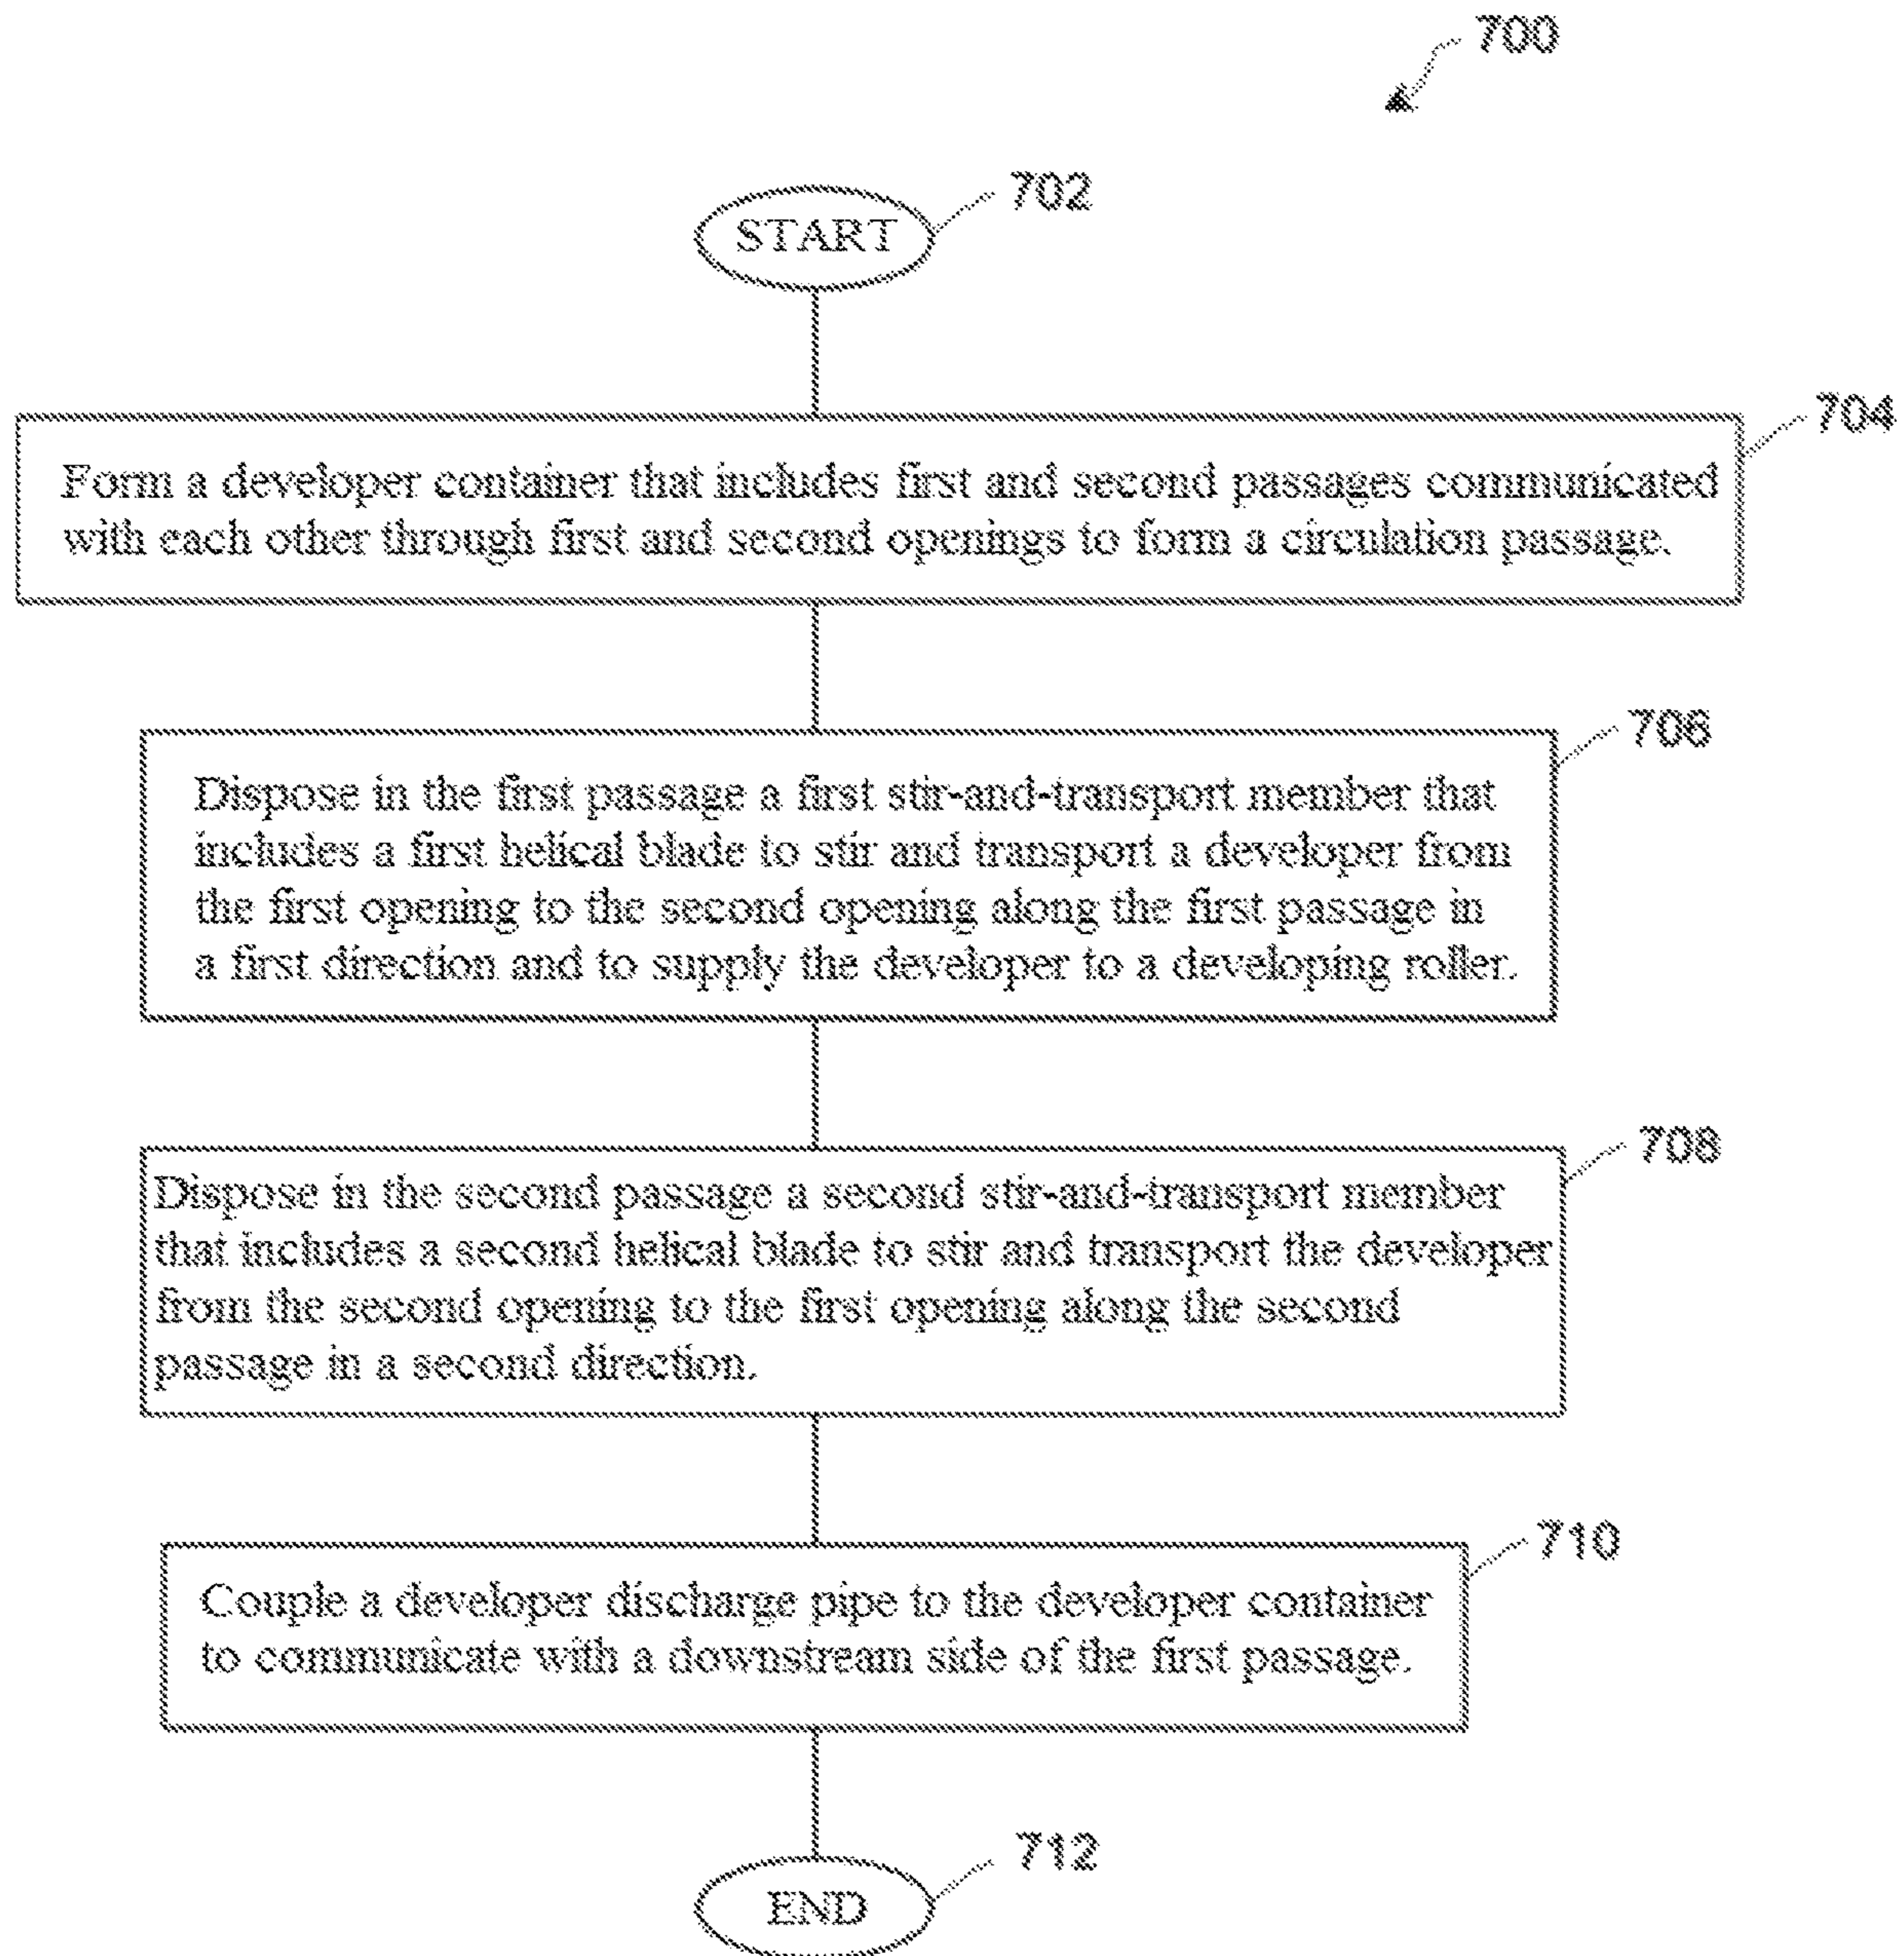 700
702
START
704
Form a developer container that includes first and second passages communicated
with each other through first and second openings to form a circulation passage.
706
Dispose in the first passage a first stir-and-transport member that
includes a first helical blade to stir and transport a developer from
the first opening to the second opening along the first passage in
a first direction and to supply the developer to a developing roller.
708
Dispose in the second passage a second stir-and-transport member
that includes a second helical blade to stir and transport the developer
from the second opening to the first opening along the second
passage in a second direction.
710
Couple a developer discharge pipe to the developer container
to communicate with a downstream side of the first passage.
712
END